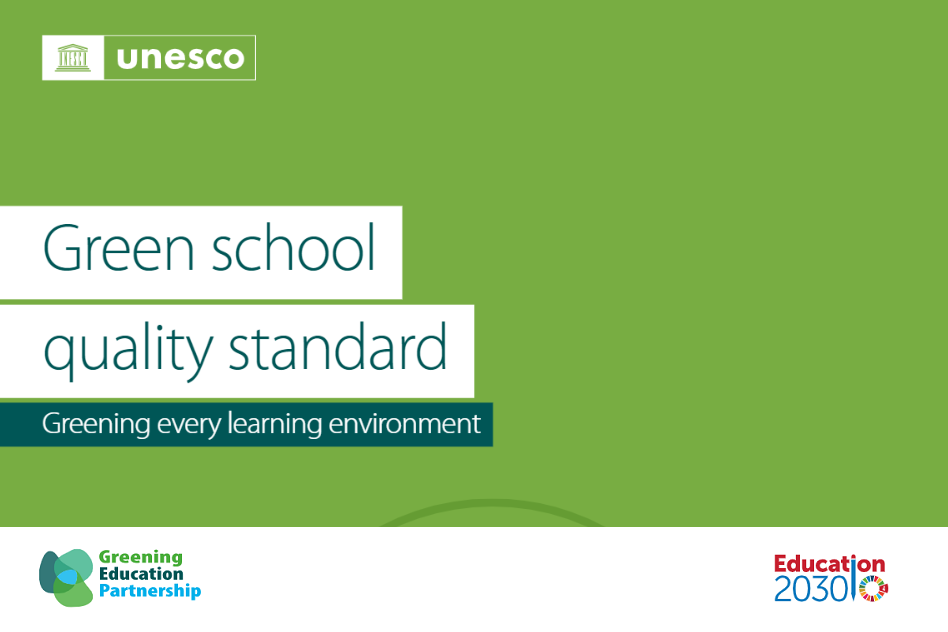 unesco
Green school
quality standard
Greening every learning environment
Greening
Education
Partnership
Education
2030